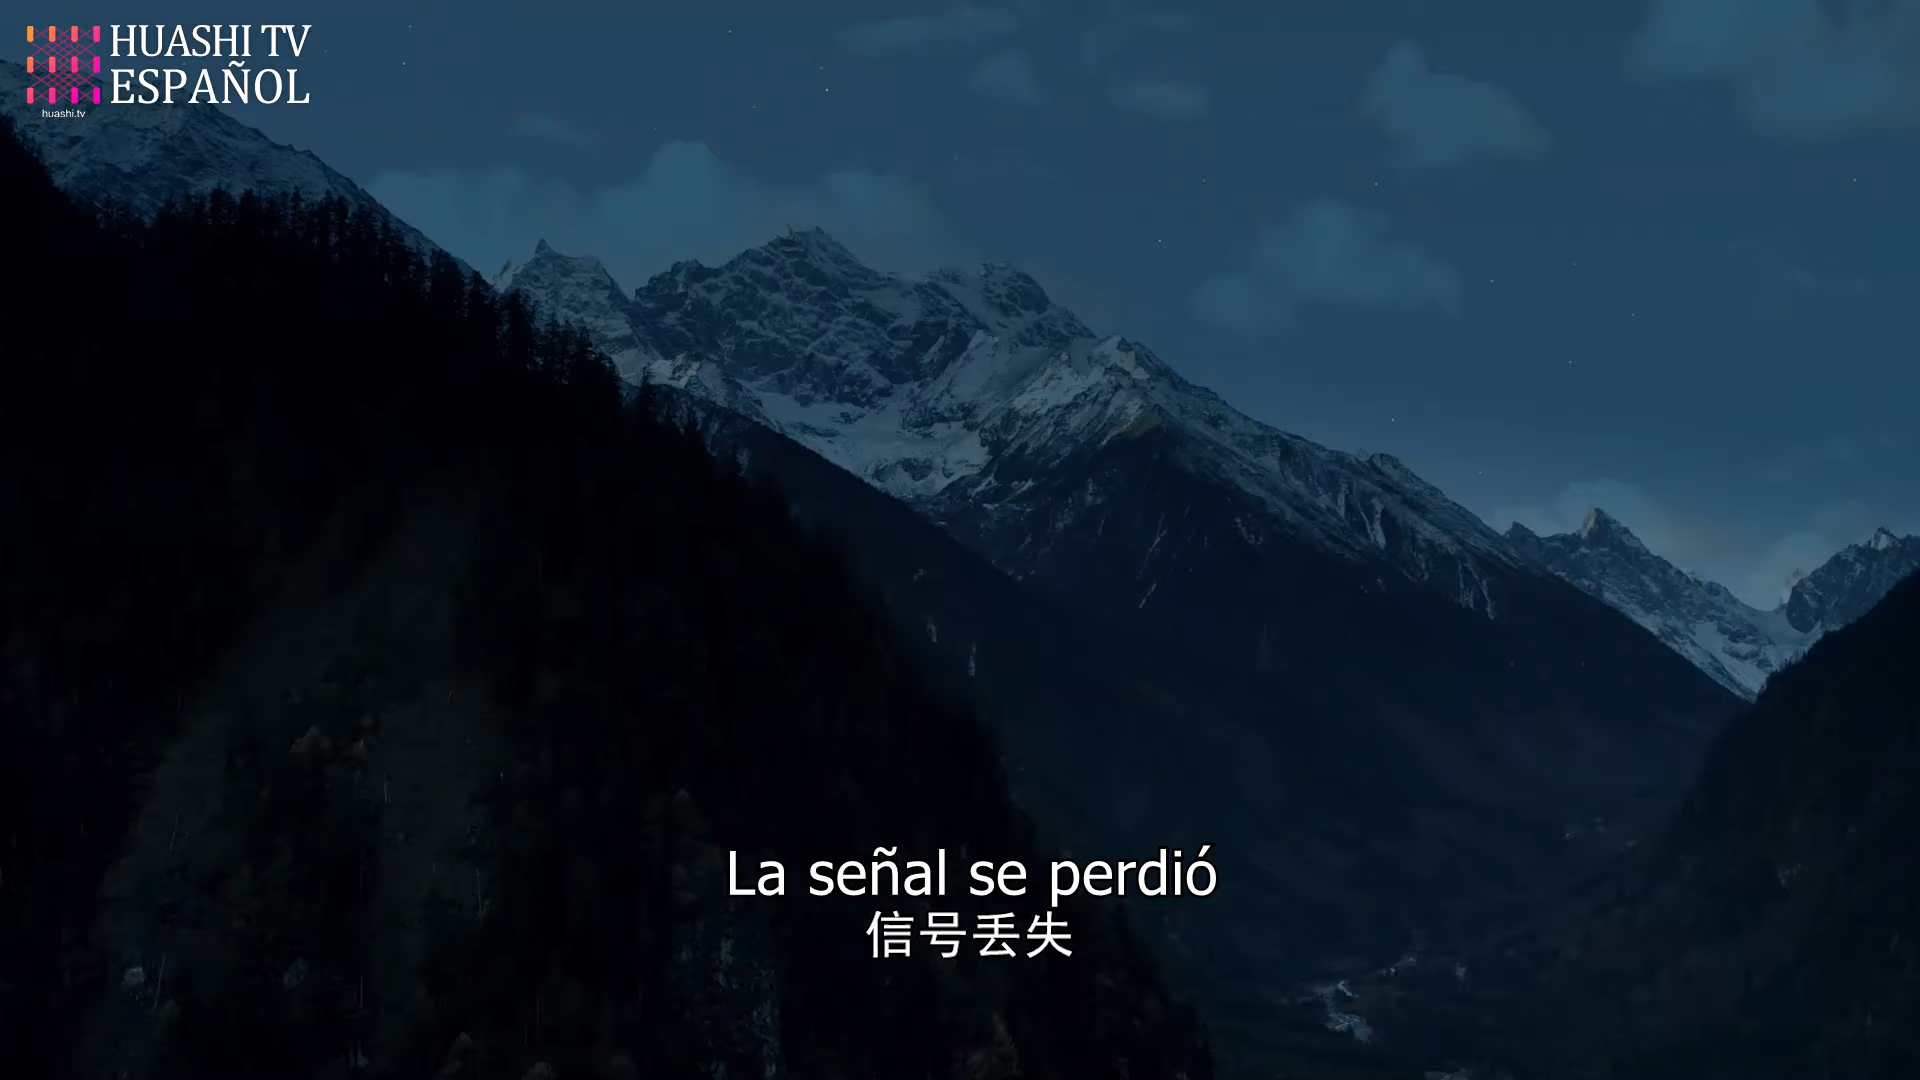 HUASHI TV
ESPAÑOL
huashi.tv
La señal se perdió
信号丢失